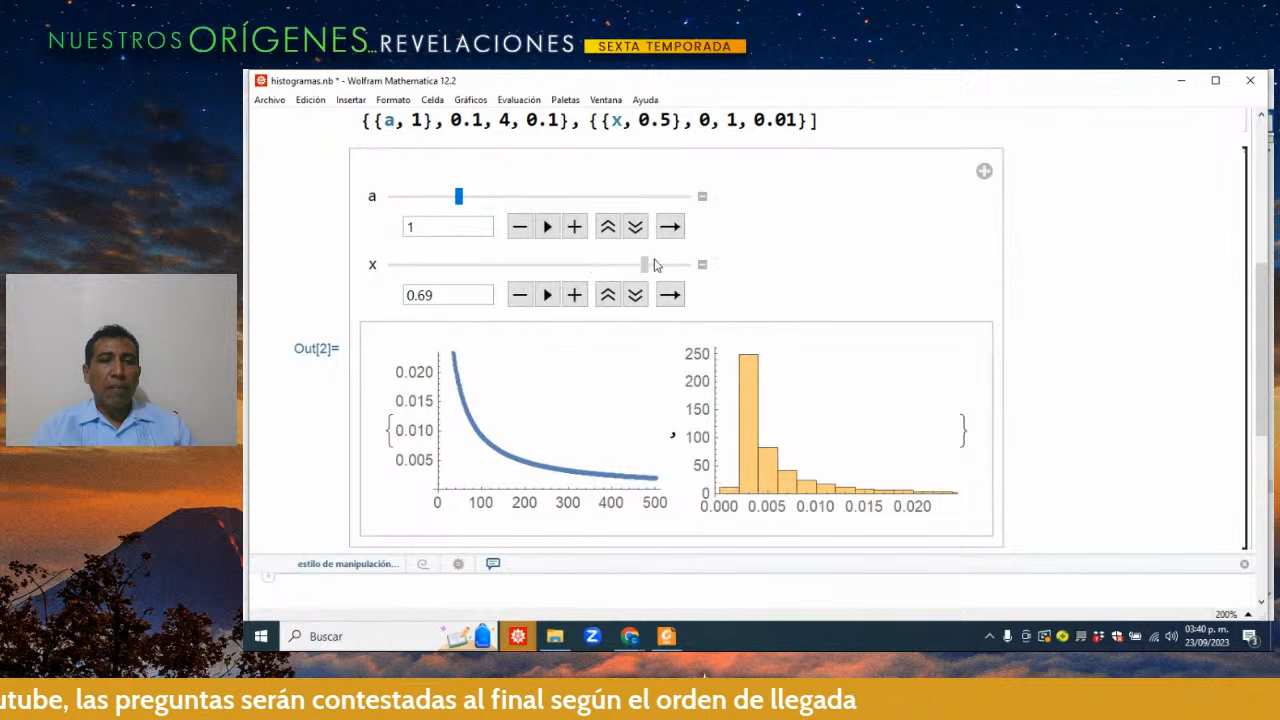 NUESTROS ORÍGENES...REVELACIONES SEXTA TEMPORADA
histogramas.nb * - Wolfram Mathematica 12.2
Archivo Edición Insertar Formato Celda Gráficos Evaluación Paletas Ventana Ayuda
{{a, 1}, 0.1, 4, 0.1}, {{x, 0.5}, 0, 1, 0.01}]
a
1
x
0.69
Out[2]=
{
0.020
0.015
0.010
0.005
0 100 200 300 400 500
,
250
200
150
100
50
0
0.000 0.005 0.010 0.015 0.020
}
estilo de manipulación...
200%
Buscar
03:40 p. m.
23/09/2023
3
utube, las preguntas serán contestadas al final según el orden de llegada